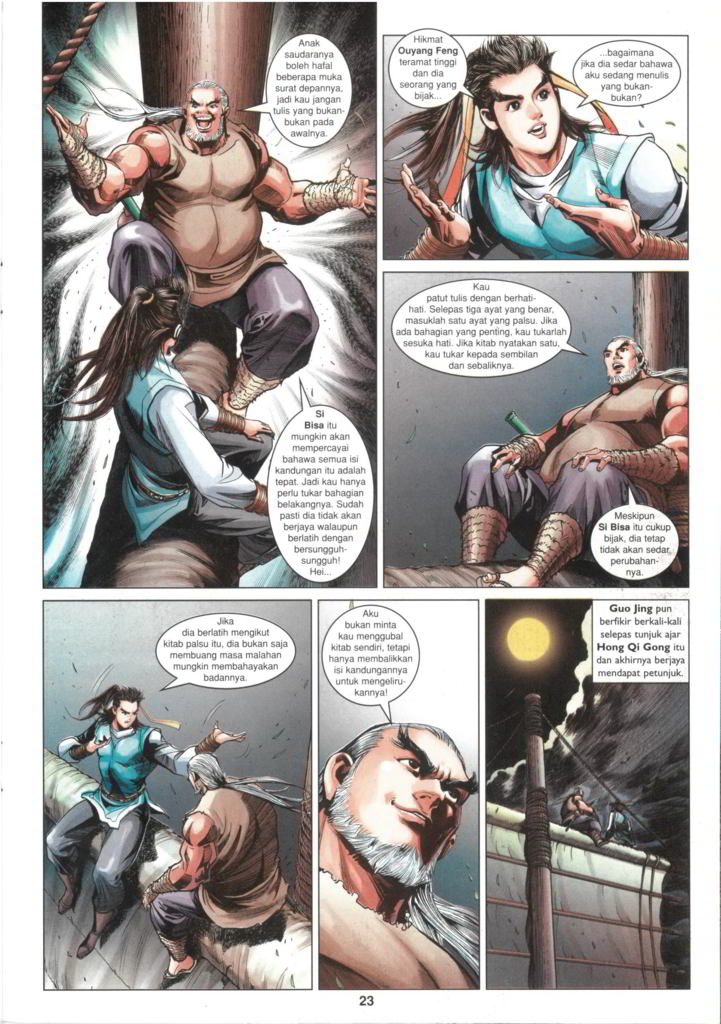 Anak
saudaranya
boleh hafal
beberapa muka
surat depannya,
jadi kau jangan
tulis yang bukan-
bukan pada
awalnya.
Si
Bisa itu
mungkin akan
mempercayai
bahawa semua isi
kandungan itu adalah
tepat. Jadi kau hanya
perlu tukar bahagian
belakangnya. Sudah
pasti dia tidak akan
berjaya walaupun
berlatih dengan
bersungguh-
sungguh!
Hei...
Hikmat
Ouyang Feng
teramat tinggi
dan dia
seorang yang
bijak...
...bagaimana
jika dia sedar bahawa
aku sedang menulis
yang bukan-
bukan?
Kau
patut tulis dengan berhati-
hati. Selepas tiga ayat yang benar,
masuklah satu ayat yang palsu. Jika
ada bahagian yang penting, kau tukarlah
sesuka hati. Jika kitab nyatakan satu,
kau tukar kepada sembilan
dan sebaliknya.
Meskipun
Si Bisa itu cukup
bijak, dia tetap
tidak akan sedar
perubahan-
nya.
Jika
dia berlatih mengikut
kitab palsu itu, dia bukan saja
membuang masa malahan
mungkin membahayakan
badannya.
Aku
bukan minta
kau menggubal
kitab sendiri, tetapi
hanya membalikkan
isi kandungannya
untuk mengeliru-
kannya!
Guo Jing pun
berfikir berkali-kali
selepas tunjuk ajar
Hong Qi Gong itu
dan akhirnya berjaya
mendapat petunjuk.
23